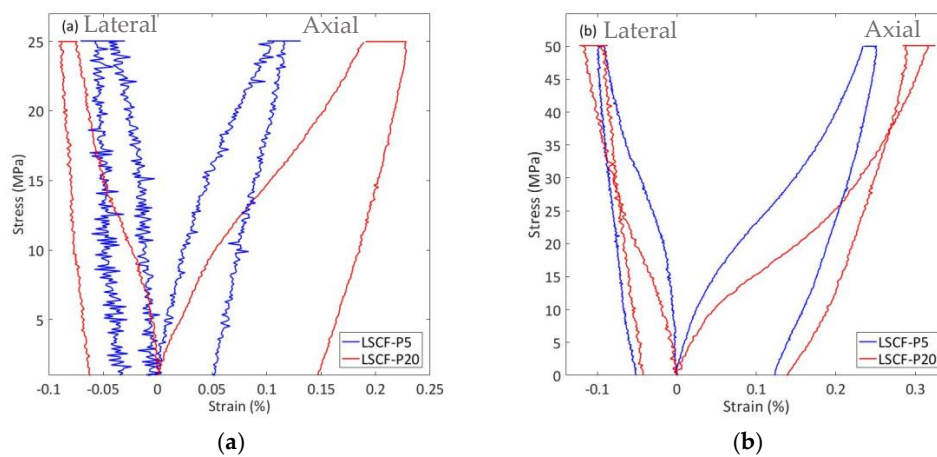 (a) Lateral Axial
25
20
15
10
5
Stress (MPa)
-0.1 -0.05 0 0.05 0.1 0.15 0.2 0.25
Strain (%)
LSCF-P5
LSCF-P20
(a)
(b) Lateral Axial
50
45
40
35
30
25
20
15
10
5
0
Stress (MPa)
-0.1 0 0.1 0.2 0.3
Strain (%)
LSCF-P5
LSCF-P20
(b)